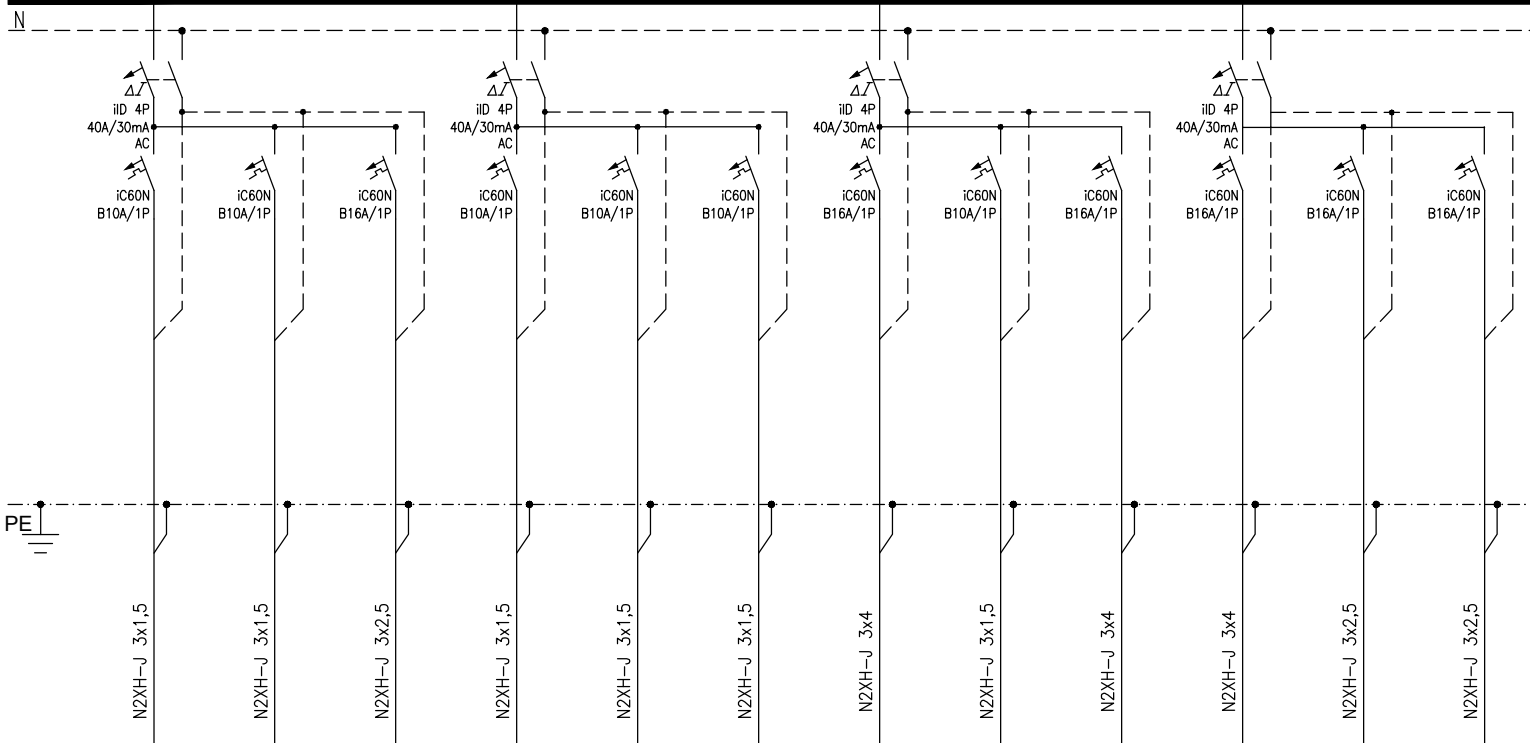 N
ΔI
iID 4P
40A/30mA
AC
ΔI
iID 4P
40A/30mA
AC
ΔI
iID 4P
40A/30mA
AC
ΔI
iID 4P
40A/30mA
AC
iC60N
B10A/1P
iC60N
B10A/1P
iC60N
B16A/1P
iC60N
B10A/1P
iC60N
B10A/1P
iC60N
B10A/1P
iC60N
B16A/1P
iC60N
B10A/1P
iC60N
B16A/1P
iC60N
B16A/1P
iC60N
B16A/1P
iC60N
B16A/1P
PE
N2XH-J 3x1,5
N2XH-J 3x1,5
N2XH-J 3x2,5
N2XH-J 3x1,5
N2XH-J 3x1,5
N2XH-J 3x1,5
N2XH-J 3x4
N2XH-J 3x1,5
N2XH-J 3x4
N2XH-J 3x4
N2XH-J 3x2,5
N2XH-J 3x2,5